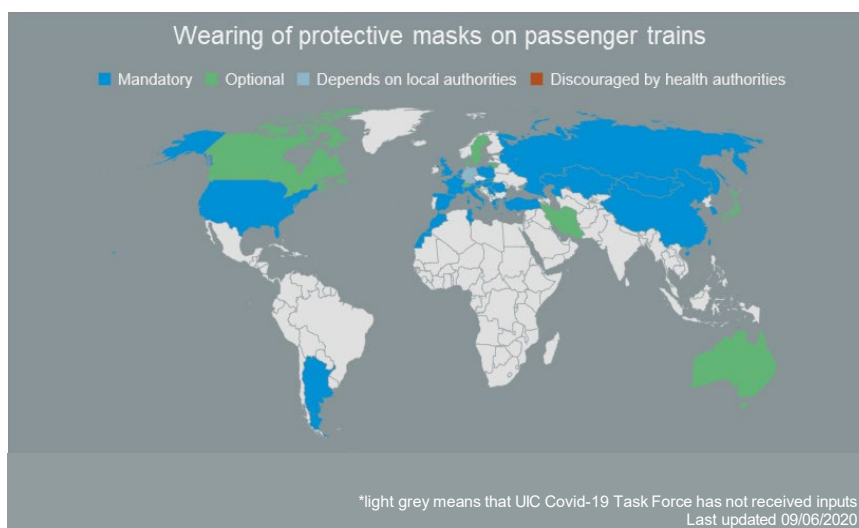 Wearing of protective masks on passenger trains
Mandatory Optional Depends on local authorities Discouraged by health authorities
*light grey means that UIC Covid-19 Task Force has not received inputs
Last updated 09/06/2020